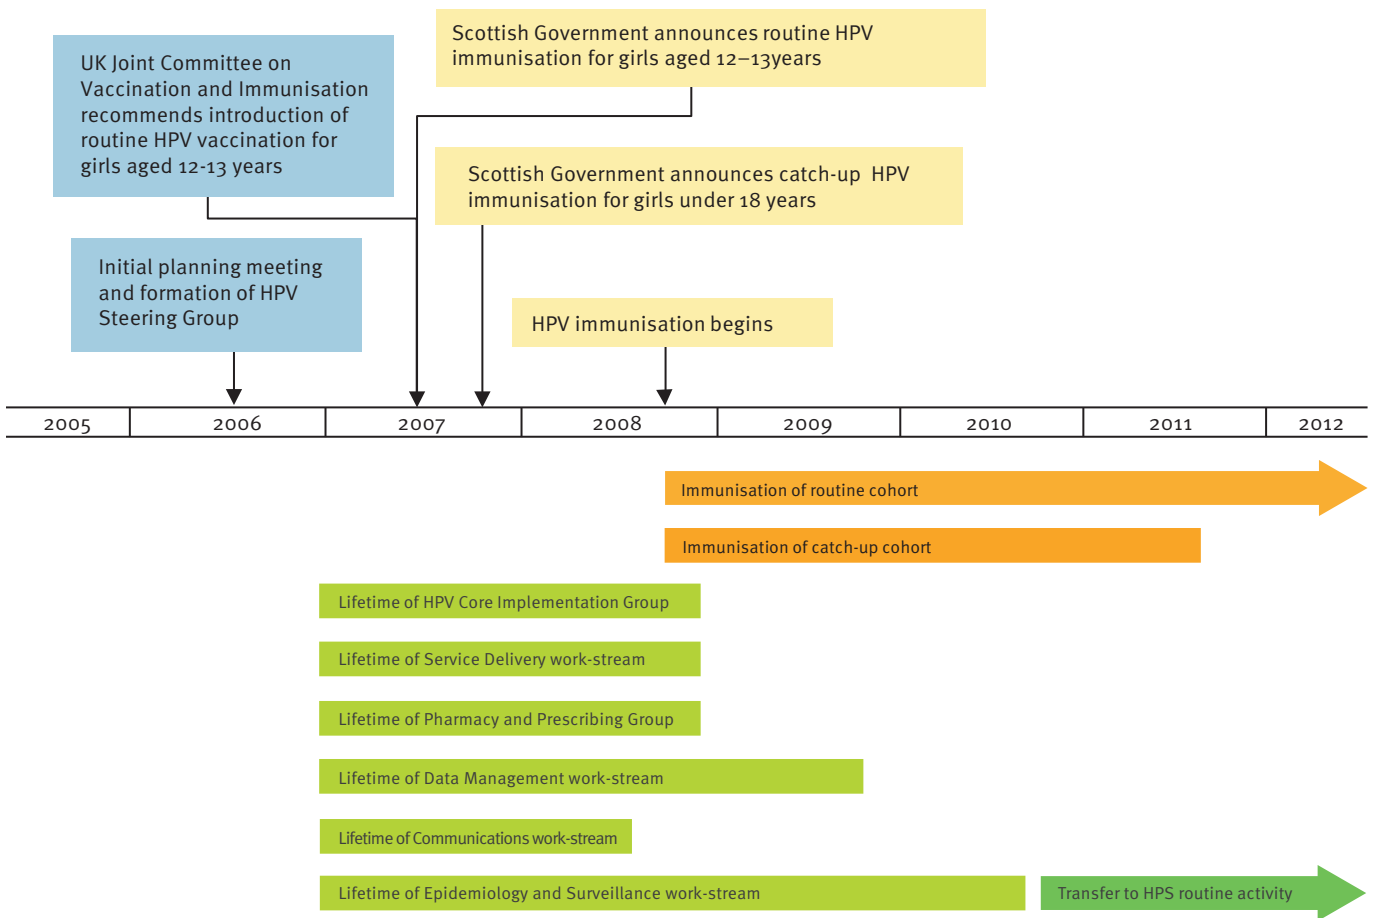 UK Joint Committee on
Vaccination and Immunisation
recommends introduction of
routine HPV vaccination for
girls aged 12-13 years
Scottish Government announces routine HPV
immunisation for girls aged 12–13years
Scottish Government announces catch-up HPV
immunisation for girls under 18 years
Initial planning meeting
and formation of HPV
Steering Group
HPV immunisation begins
2005 2006 2007 2008 2009 2010 2011 2012
Immunisation of routine cohort
Immunisation of catch-up cohort
Lifetime of HPV Core Implementation Group
Lifetime of Service Delivery work-stream
Lifetime of Pharmacy and Prescribing Group
Lifetime of Data Management work-stream
Lifetime of Communications work-stream
Lifetime of Epidemiology and Surveillance work-stream
Transfer to HPS routine activity